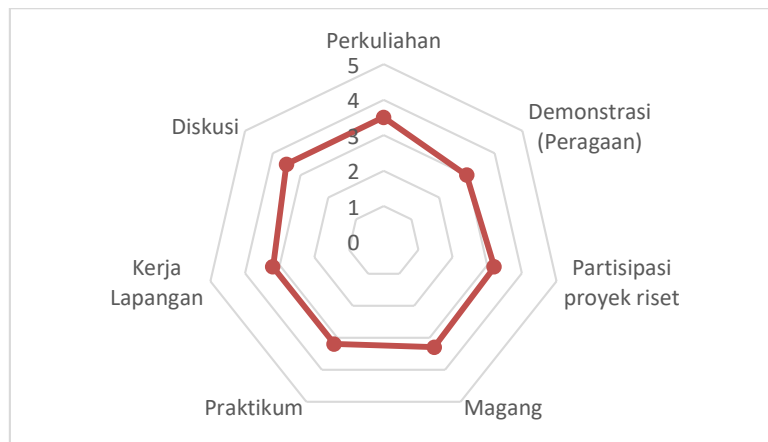 Perkuliahan
5
4
3
2
1
0
Demonstrasi
(Peragaan)
Partisipasi
proyek riset
Magang
Praktikum
Kerja
Lapangan
Diskusi